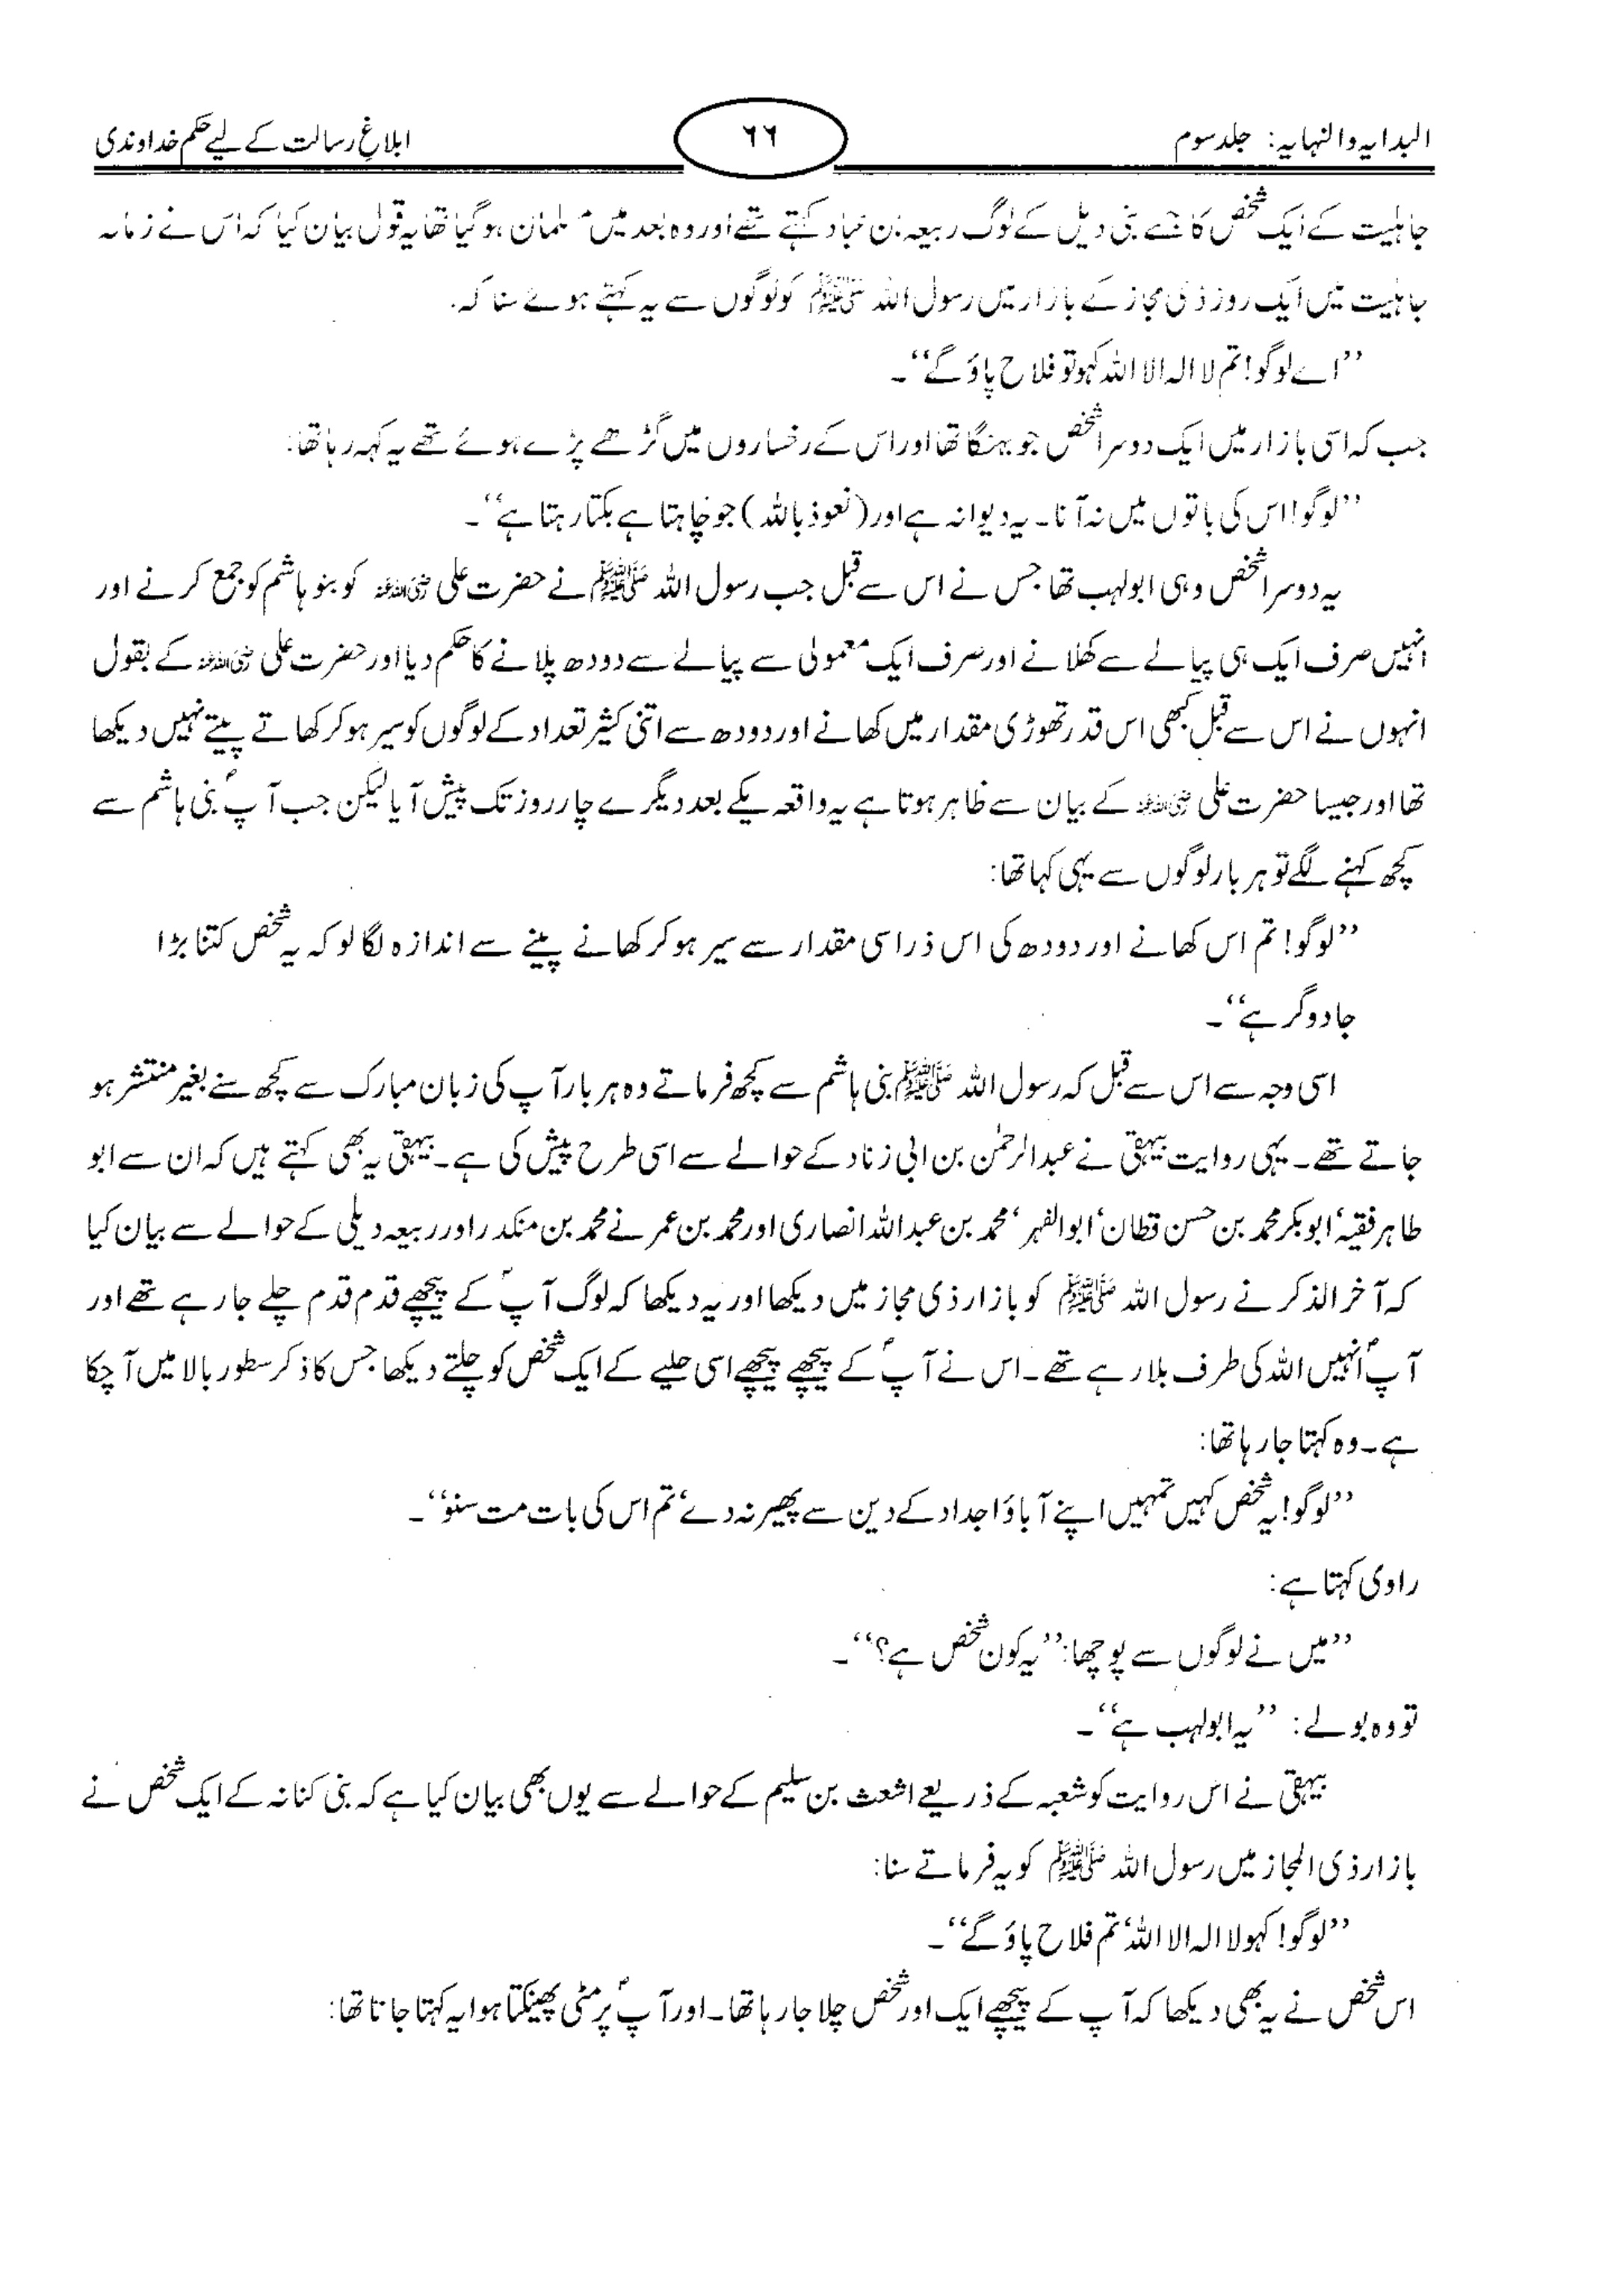 البدایہ والنہایہ: جلد سوم
۶۶
ابلاغِ رسالت کے لیے حکم خداوندی
جاہلیت کے ایک شخص کا جسے بنی دیل کے لوگ ربیعہ بن عباد کہتے تھے اور وہ بعد میں مسلمان ہو گیا تھا یہ قول بیان کیا کہ اس نے زمانہ
جاہلیت میں ایک روز ذی مجاز کے بازار میں رسول اللہ ﷺ کو لوگوں سے یہ کہتے ہوئے سنا کہ.
’’اے لوگو! تم لا الہ الا اللہ کہو تو فلاح پاؤ گے‘‘۔
جب کہ اسی بازار میں ایک دوسرا شخص جو بھنگا تھا اور اس کے رخساروں میں گڑھے پڑے ہوئے تھے یہ کہہ رہا تھا:
’’لوگو! اس کی باتوں میں نہ آنا۔ یہ دیوانہ ہے اور (نعوذ باللہ) جو چاہتا ہے بکتا رہتا ہے‘‘۔
یہ دوسرا شخص وہی ابولہب تھا جس نے اس سے قبل جب رسول اللہ ﷺ نے حضرت علی رضی اللہ عنہ کو بنو ہاشم کو جمع کرنے اور
انہیں صرف ایک ہی پیالے سے کھلانے اور صرف ایک معمولی سے پیالے سے دودھ پلانے کا حکم دیا اور حضرت علی رضی اللہ عنہ کے بقول
انہوں نے اس سے قبل کبھی اس قدر تھوڑی مقدار میں کھانے اور دودھ سے اتنی کثیر تعداد کے لوگوں کو سیر ہو کر کھاتے پیتے نہیں دیکھا
تھا اور جیسا حضرت علی رضی اللہ عنہ کے بیان سے ظاہر ہوتا ہے یہ واقعہ یکے بعد دیگرے چار روز تک پیش آیا لیکن جب آپؐ بنی ہاشم سے
کچھ کہنے لگے تو ہر بار لوگوں سے یہی کہا تھا:
’’لوگو! تم اس کھانے اور دودھ کی اس ذرا سی مقدار سے سیر ہو کر کھانے پینے سے اندازہ لگا لو کہ یہ شخص کتنا بڑا
جادوگر ہے‘‘۔
اسی وجہ سے اس سے قبل کہ رسول اللہ ﷺ بنی ہاشم سے کچھ فرماتے وہ ہر بار آپ کی زبان مبارک سے کچھ سنے بغیر منتشر ہو
جاتے تھے۔ یہی روایت بیہقیؒ نے عبدالرحمٰن بن ابی زناد کے حوالے سے اسی طرح پیش کی ہے۔ بیہقیؒ یہ بھی کہتے ہیں کہ ان سے ابو
طاہر فقیہ‘ ابوبکر محمد بن حسن قطان‘ ابوالفہر‘ محمد بن عبداللہ انصاری اور محمد بن عمر نے محمد بن منکدر اور ربیعہ دیلی کے حوالے سے بیان کیا
کہ آخر الذکر نے رسول اللہ ﷺ کو بازار ذی مجاز میں دیکھا اور یہ دیکھا کہ لوگ آپؐ کے پیچھے قدم قدم چلے جا رہے تھے اور
آپؐ انہیں اللہ کی طرف بلا رہے تھے۔ اس نے آپؐ کے پیچھے پیچھے اسی حلیے کے ایک شخص کو چلتے دیکھا جس کا ذکر سطور بالا میں آ چکا
ہے۔ وہ کہتا جا رہا تھا:
’’لوگو! یہ شخص کہیں تمہیں اپنے آباؤ اجداد کے دین سے پھیر نہ دے‘ تم اس کی بات مت سنو‘‘۔
راوی کہتا ہے:
’’میں نے لوگوں سے پوچھا: ’’یہ کون شخص ہے؟‘‘۔
تو وہ بولے: ’’یہ ابولہب ہے‘‘۔
بیہقیؒ نے اس روایت کو شعبہ کے ذریعے اشعث بن سلیم کے حوالے سے یوں بھی بیان کیا ہے کہ بنی کنانہ کے ایک شخص نے
بازار ذی المجاز میں رسول اللہ ﷺ کو یہ فرماتے سنا:
’’لوگو! کہو لا الہ الا اللہ‘ تم فلاح پاؤ گے‘‘۔
اس شخص نے یہ بھی دیکھا کہ آپ کے پیچھے ایک اور شخص چلا جا رہا تھا۔ اور آپؐ پر مٹی پھینکتا ہوا یہ کہتا جاتا تھا: